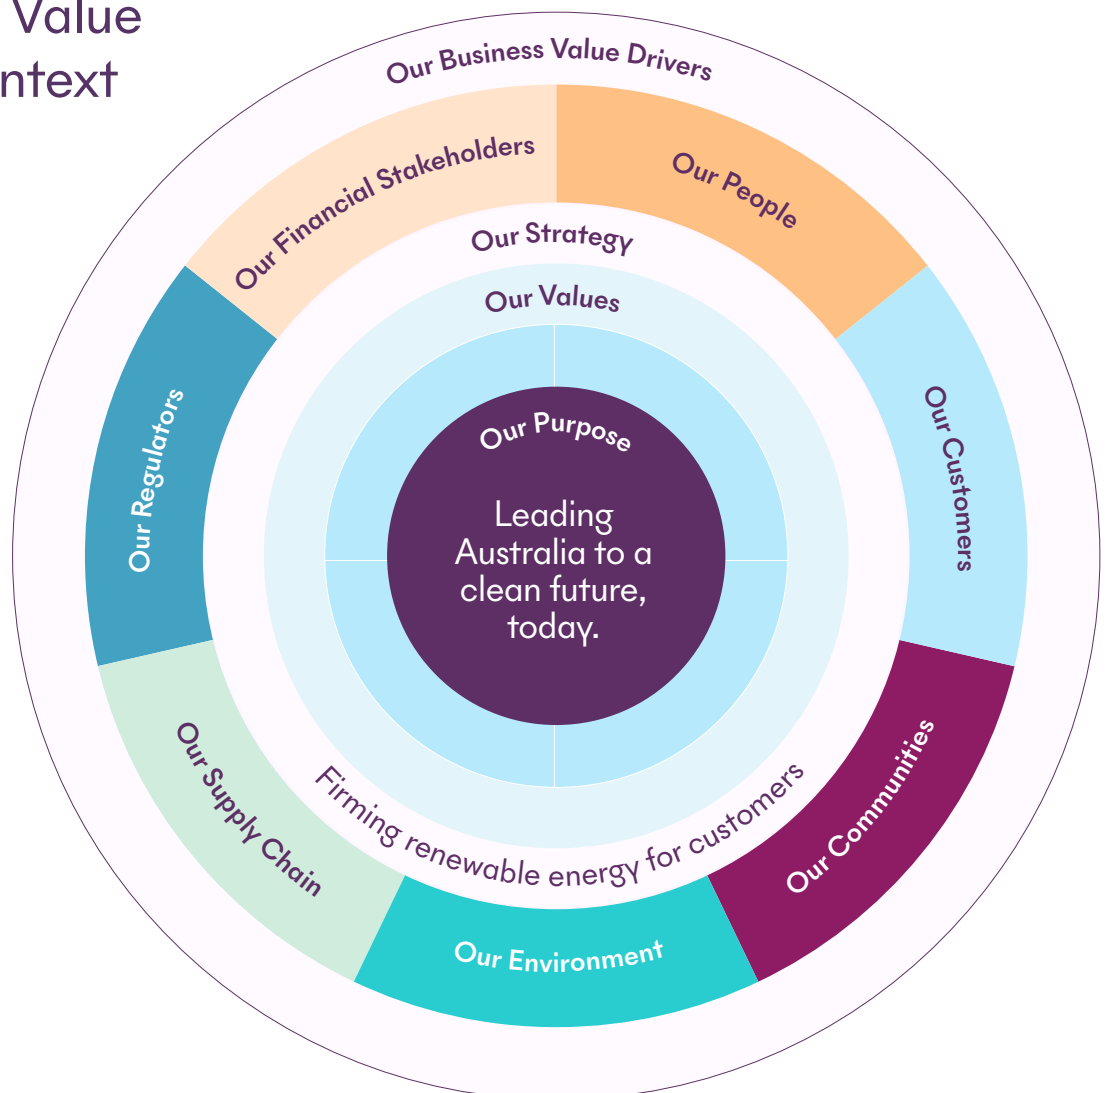 Value
Our Business Value Drivers
Our Financial Stakeholders
Our People
Our Customers
Our Communities
Our Environment
Our Supply Chain
Our Regulators
Our Strategy
Firming renewable energy for customers
Our Values
Our Purpose
Leading
Australia to a
clean future,
today.